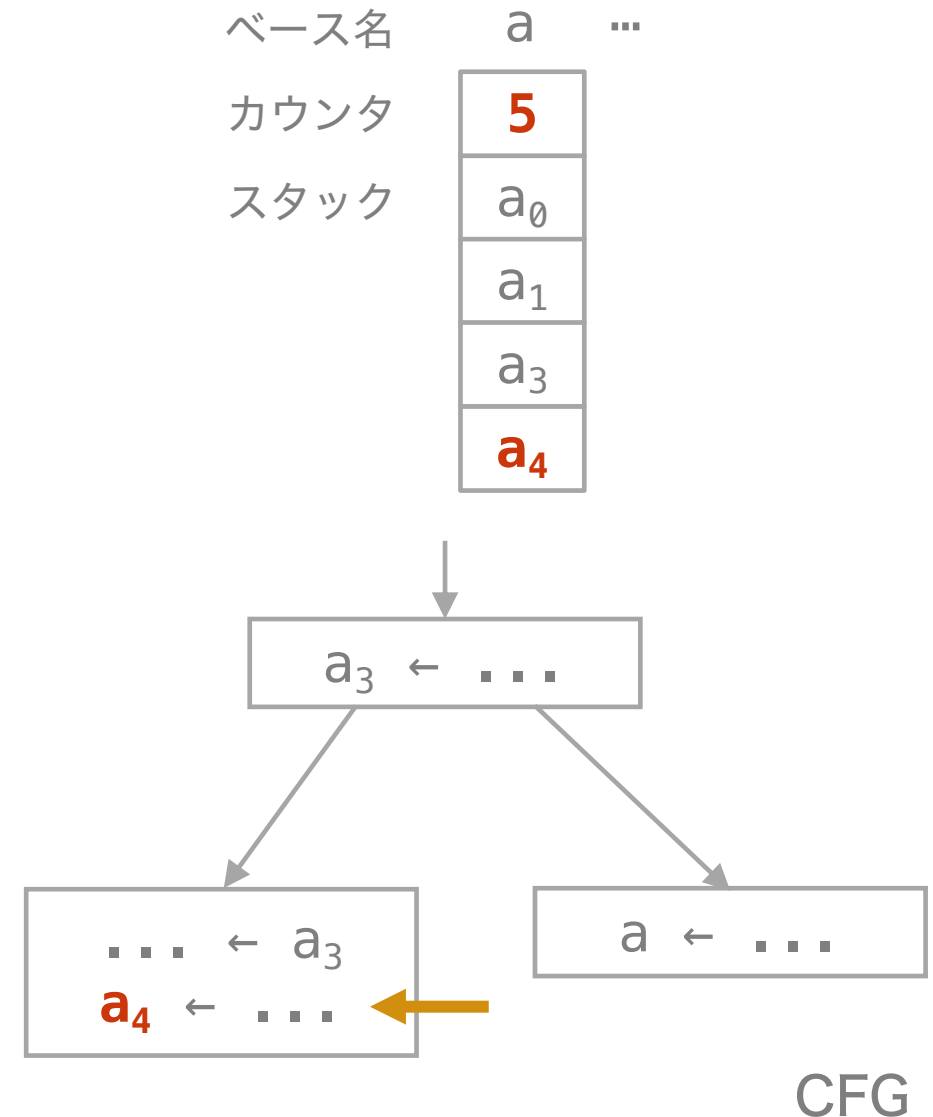 ベース名 a …
カウンタ 5
スタック a₀
a₁
a₃
a₄
a₃ ← ...
... ← a₃
a₄ ← ...
a ← ...
CFG